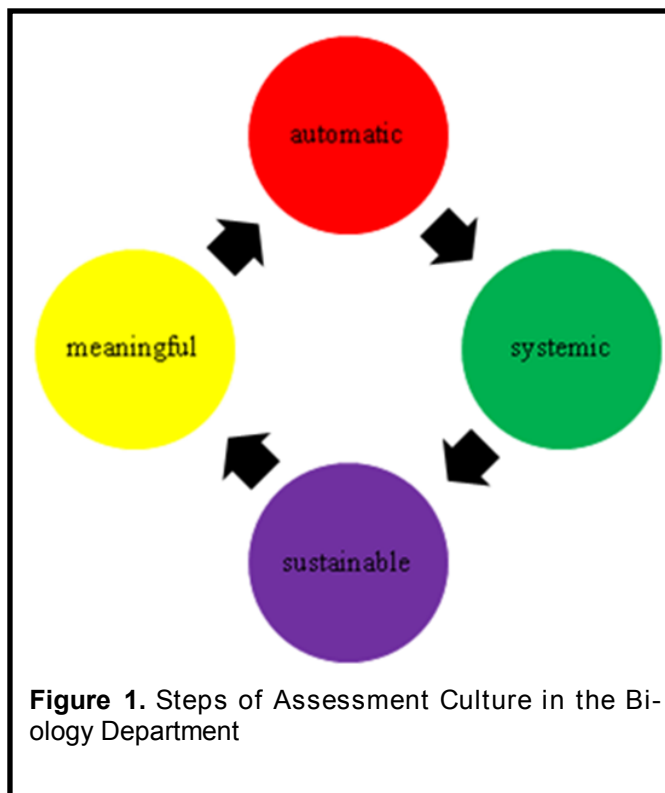 automatic
meaningful
systemic
sustainable
Figure 1. Steps of Assessment Culture in the Bi-
ology Department